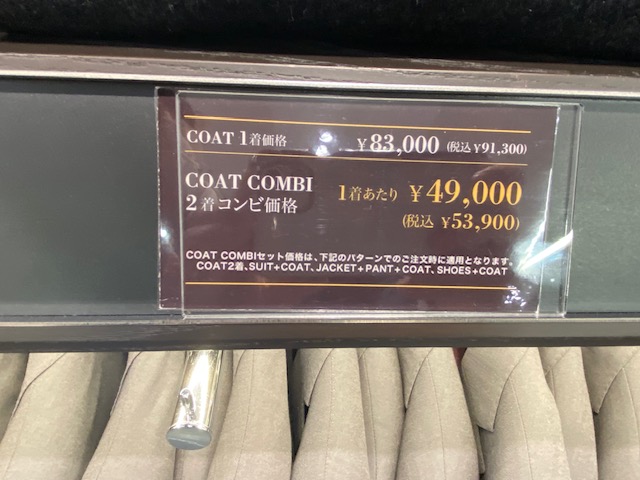 COAT 1着価格 ¥83,000 (税込 ¥91,300)
COAT COMBI
2着コンビ価格
1着あたり ¥49,000
(税込 ¥53,900)
COAT COMBIセット価格は、下記のパターンでのご注文時に適用となります。
COAT2着、SUIT+COAT、JACKET+PANT+COAT、SHOES+COAT